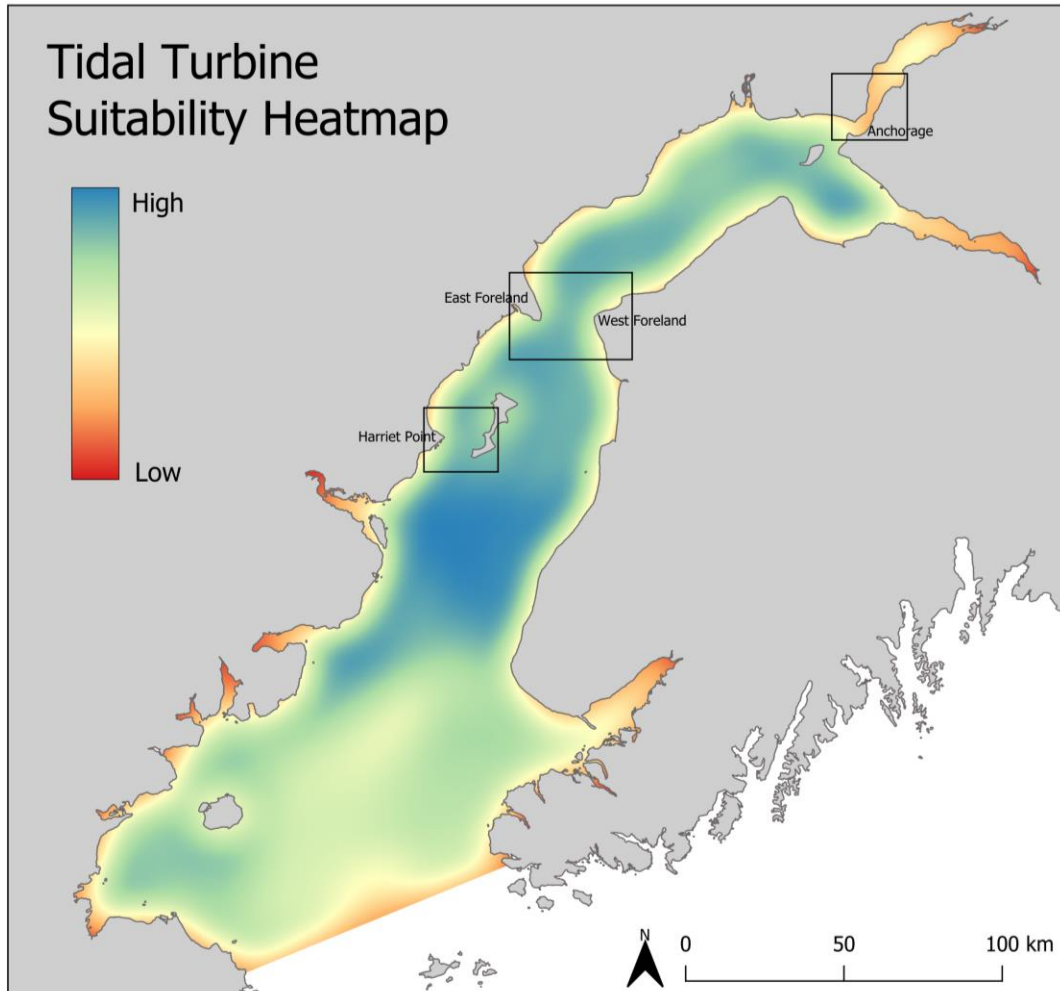 Tidal Turbine
Suitability Heatmap
High
Low
Anchorage
East Foreland
West Foreland
Harriet Point
N
0 50 100 km